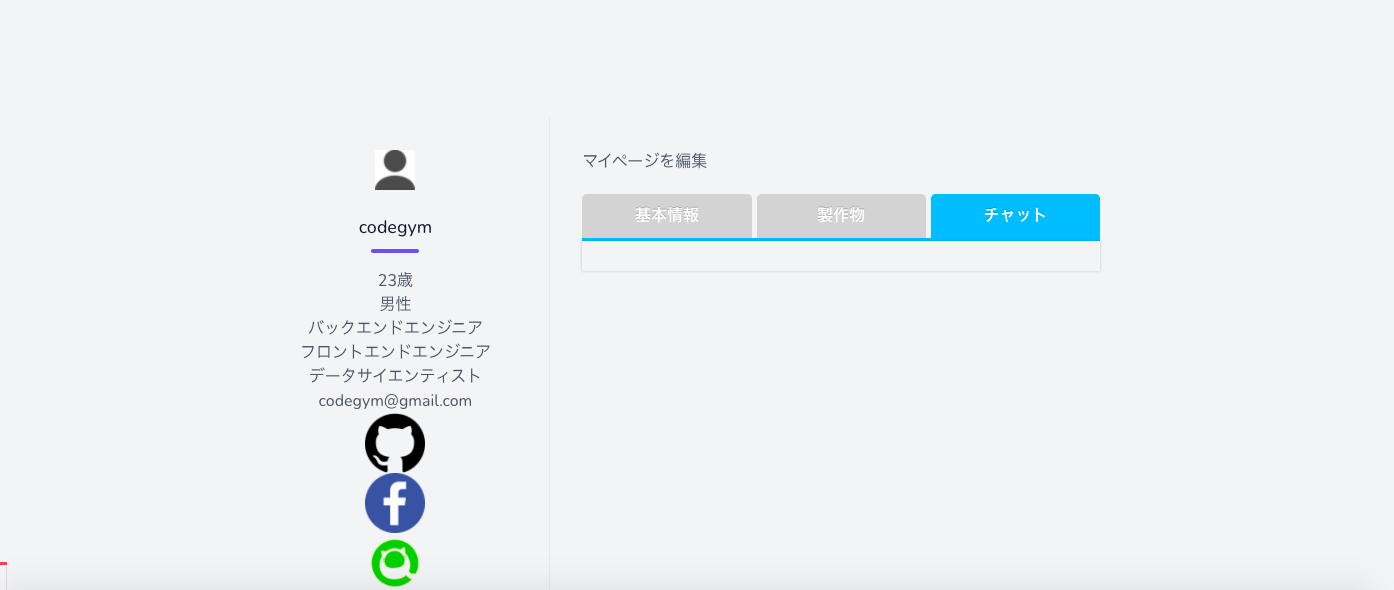 codegym
23歳
男性
バックエンドエンジニア
フロントエンドエンジニア
データサイエンティスト
codegym@gmail.com
マイページを編集
基本情報
製作物
チャット